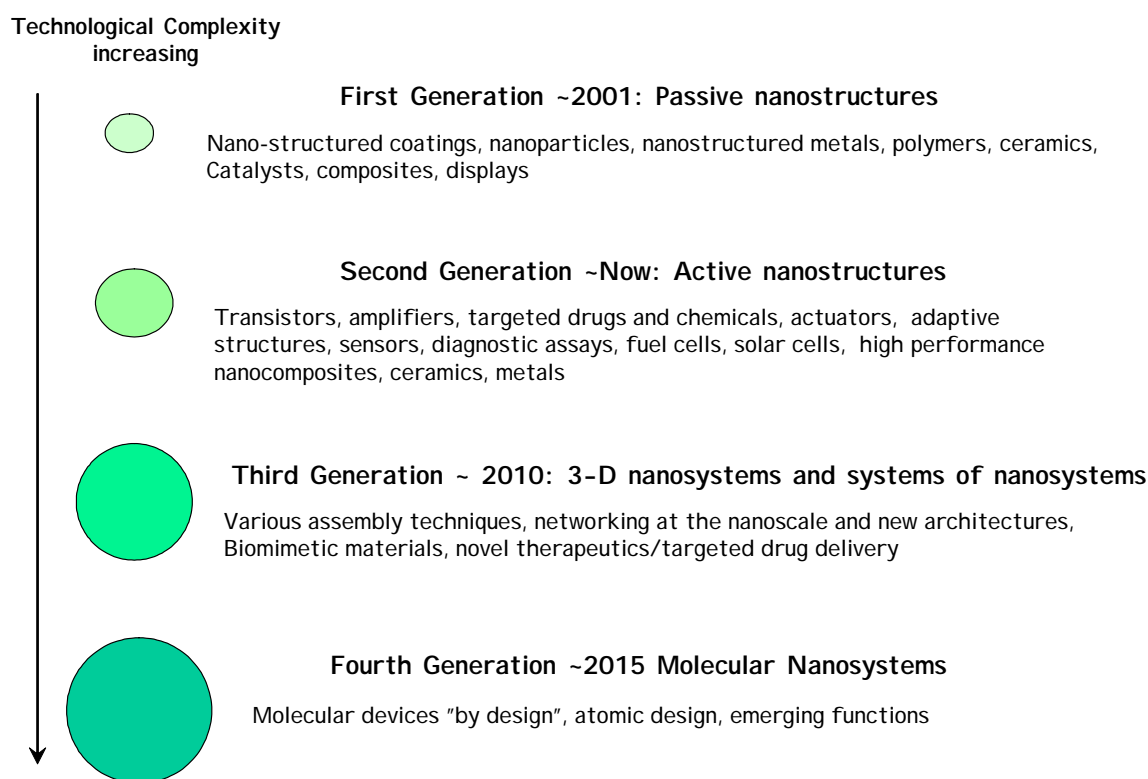 Technological Complexity
increasing
First Generation ~2001: Passive nanostructures
Nano-structured coatings, nanoparticles, nanostructured metals, polymers, ceramics,
Catalysts, composites, displays
Second Generation ~Now: Active nanostructures
Transistors, amplifiers, targeted drugs and chemicals, actuators, adaptive
structures, sensors, diagnostic assays, fuel cells, solar cells, high performance
nanocomposites, ceramics, metals
Third Generation ~ 2010: 3-D nanosystems and systems of nanosystems
Various assembly techniques, networking at the nanoscale and new architectures,
Biomimetic materials, novel therapeutics/targeted drug delivery
Fourth Generation ~2015 Molecular Nanosystems
Molecular devices "by design", atomic design, emerging functions